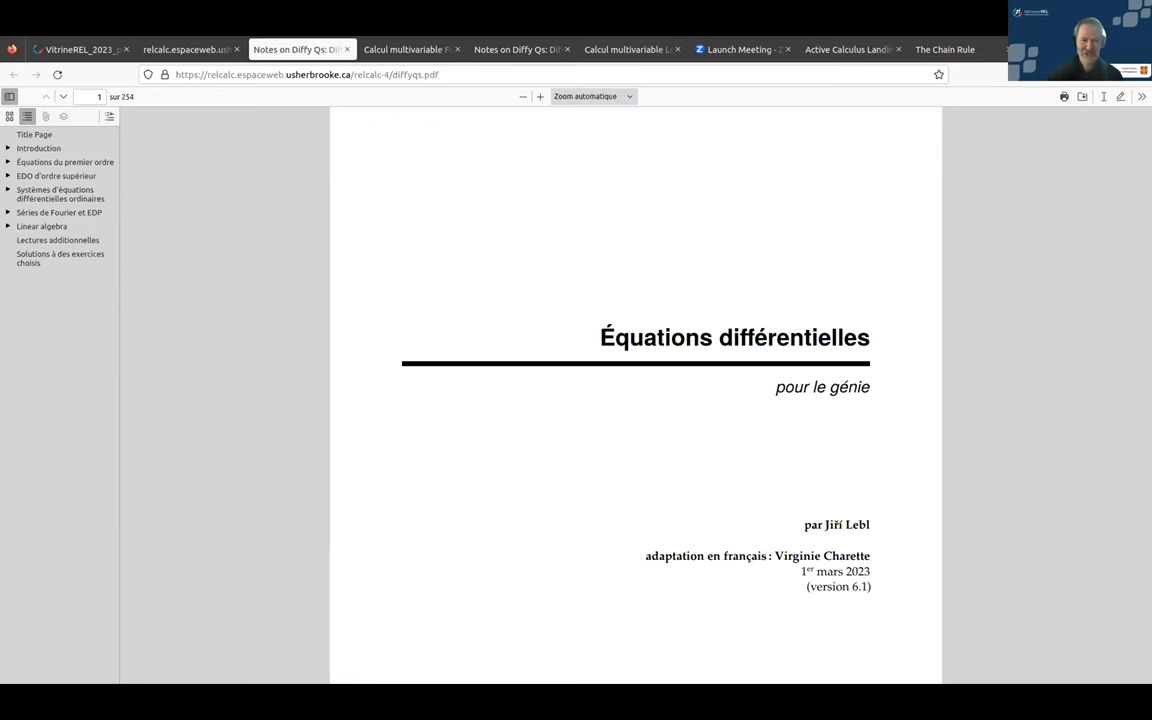 VitrineREL_2023_p
relcalc.espaceweb.ush
Notes on Diffy Qs: Dif
Calcul multivariable F
Notes on Diffy Qs: Dif
Calcul multivariable L
Launch Meeting - Z
Active Calculus Landin
The Chain Rule
https://relcalc.espaceweb.usherbrooke.ca/relcalc-4/diffyqs.pdf
1 sur 254
Zoom automatique
Title Page
Introduction
Équations du premier ordre
EDO d'ordre supérieur
Systèmes d'équations
différentielles ordinaires
Séries de Fourier et EDP
Linear algebra
Lectures additionnelles
Solutions à des exercices
choisis
Équations différentielles
pour le génie
par Jiří Lebl
adaptation en français : Virginie Charette
1er mars 2023
(version 6.1)